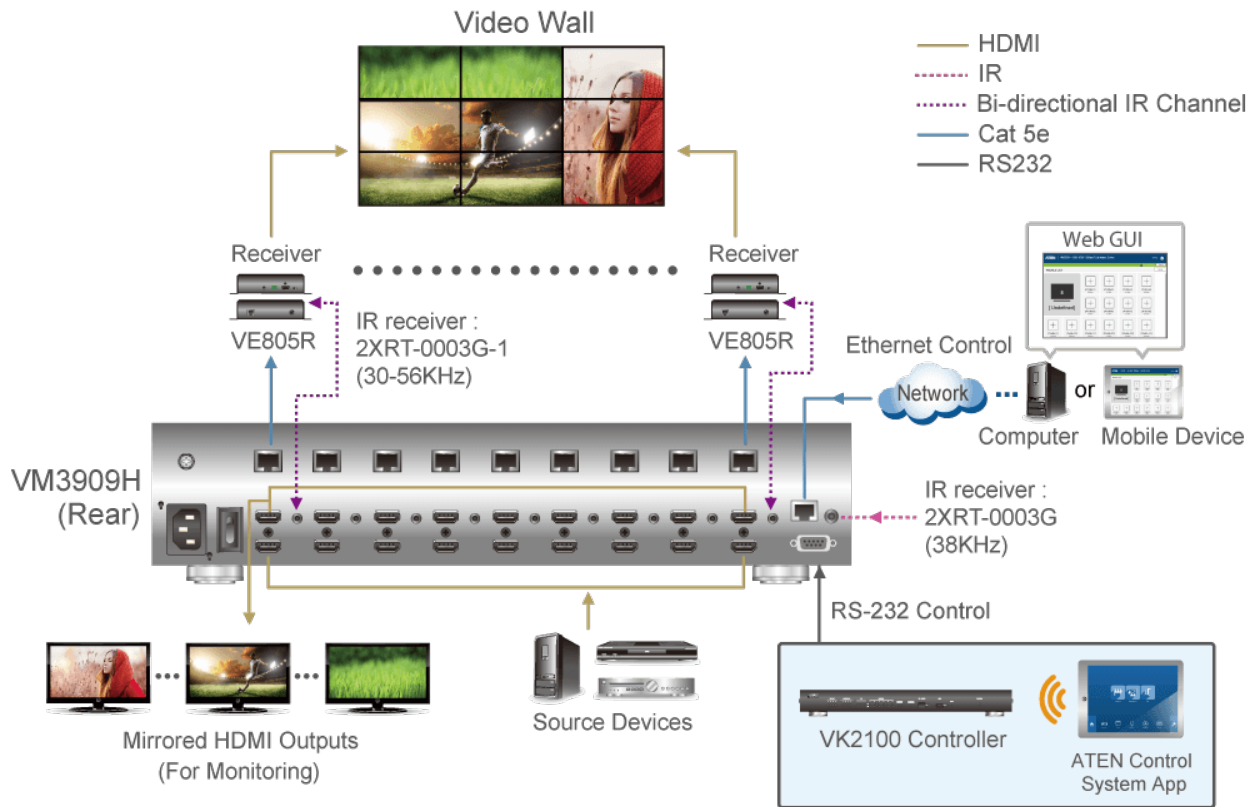 Video Wall
HDMI
IR
Bi-directional IR Channel
Cat 5e
RS232
Receiver
Receiver
VE805R
VE805R
IR receiver :
2XRT-0003G-1
(30-56KHz)
Web GUI
[ Undefined ]
Ethernet Control
Network
or
Computer
Mobile Device
VM3909H
(Rear)
IR receiver :
2XRT-0003G
(38KHz)
RS-232 Control
Mirrored HDMI Outputs
(For Monitoring)
Source Devices
VK2100 Controller
ATEN Control
System App